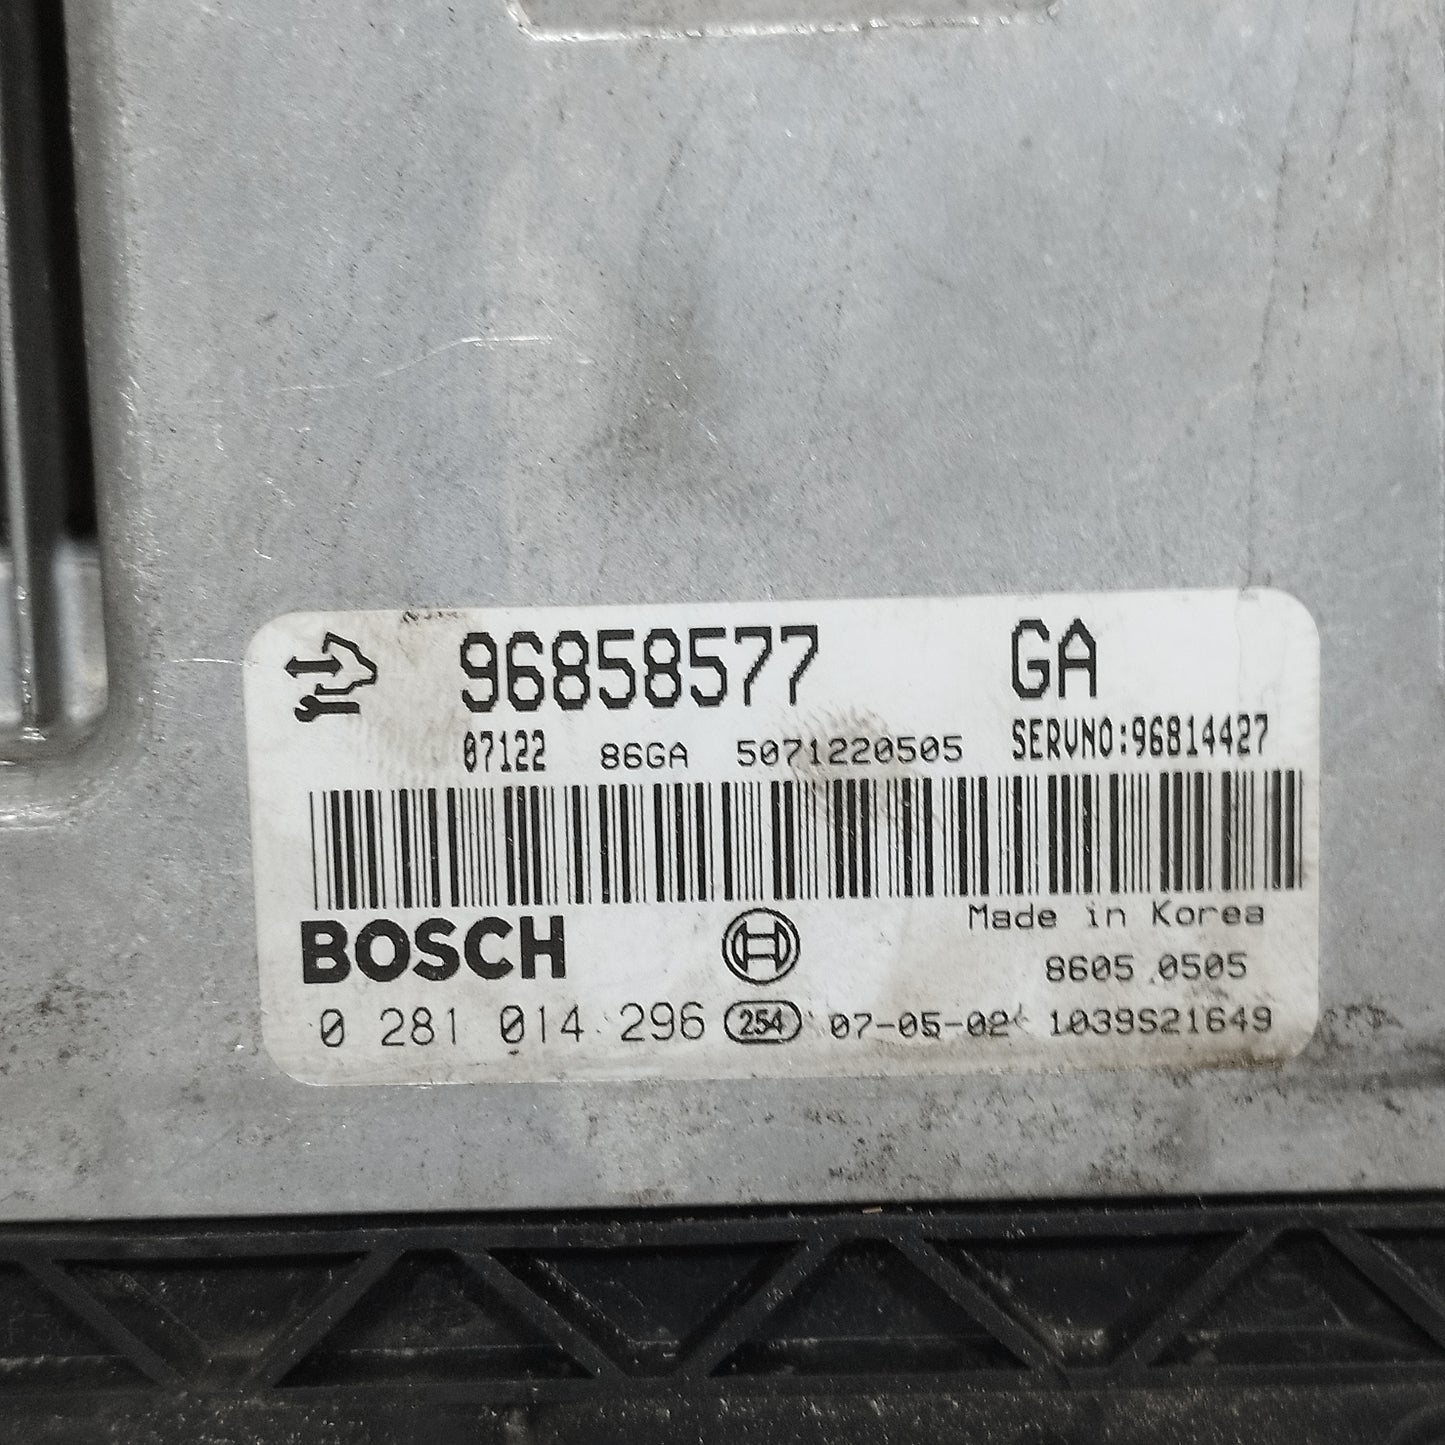 96858577 GA
07122 86GA 5071220505 SERVNO:96814427
BOSCH Made in Korea
8605 0505
0 281 014 296 254 07-05-02 1039S21649